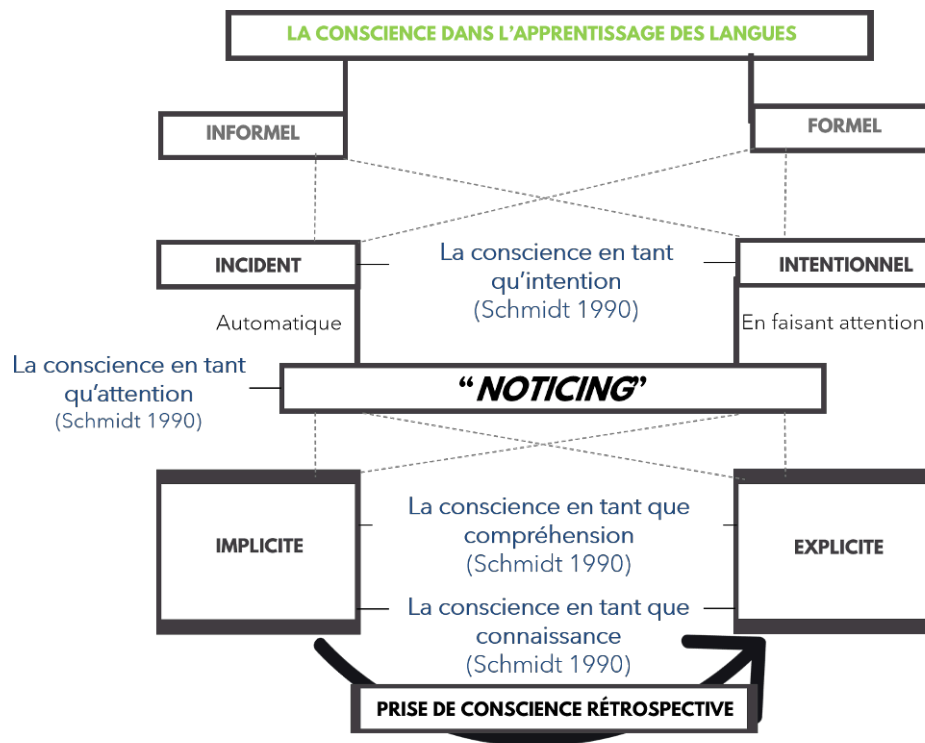 LA CONSCIENCE DANS L'APPRENTISSAGE DES LANGUES
INFORMEL
FORMEL
INCIDENT
La conscience en tant
qu'intention
(Schmidt 1990)
INTENTIONNEL
Automatique
En faisant attention
La conscience en tant
qu'attention
(Schmidt 1990)
“NOTICING”
IMPLICITE
La conscience en tant que
compréhension
(Schmidt 1990)
EXPLICITE
La conscience en tant que
connaissance
(Schmidt 1990)
PRISE DE CONSCIENCE RÉTROSPECTIVE